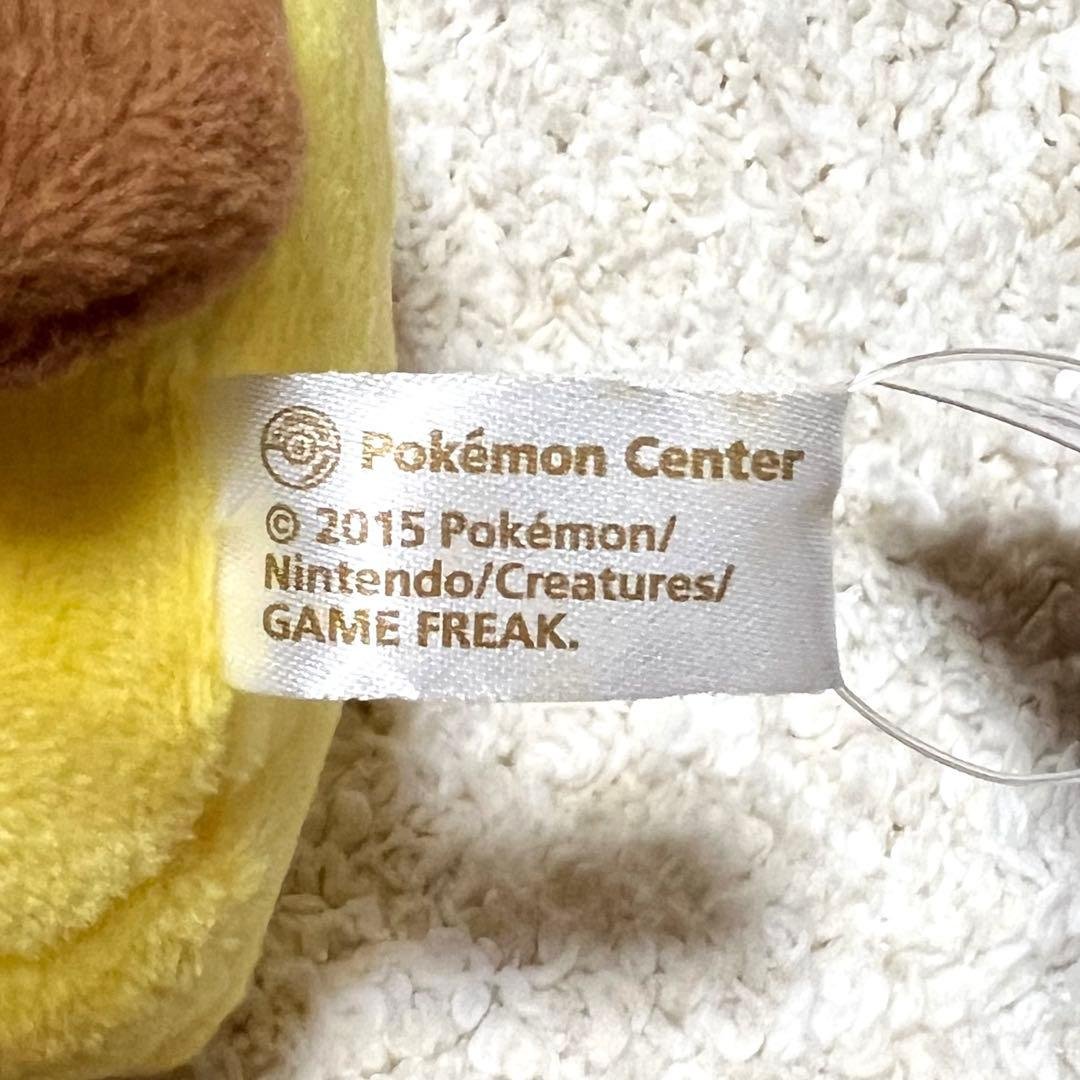 Pokémon Center
© 2015 Pokémon/
Nintendo/Creatures/
GAME FREAK.